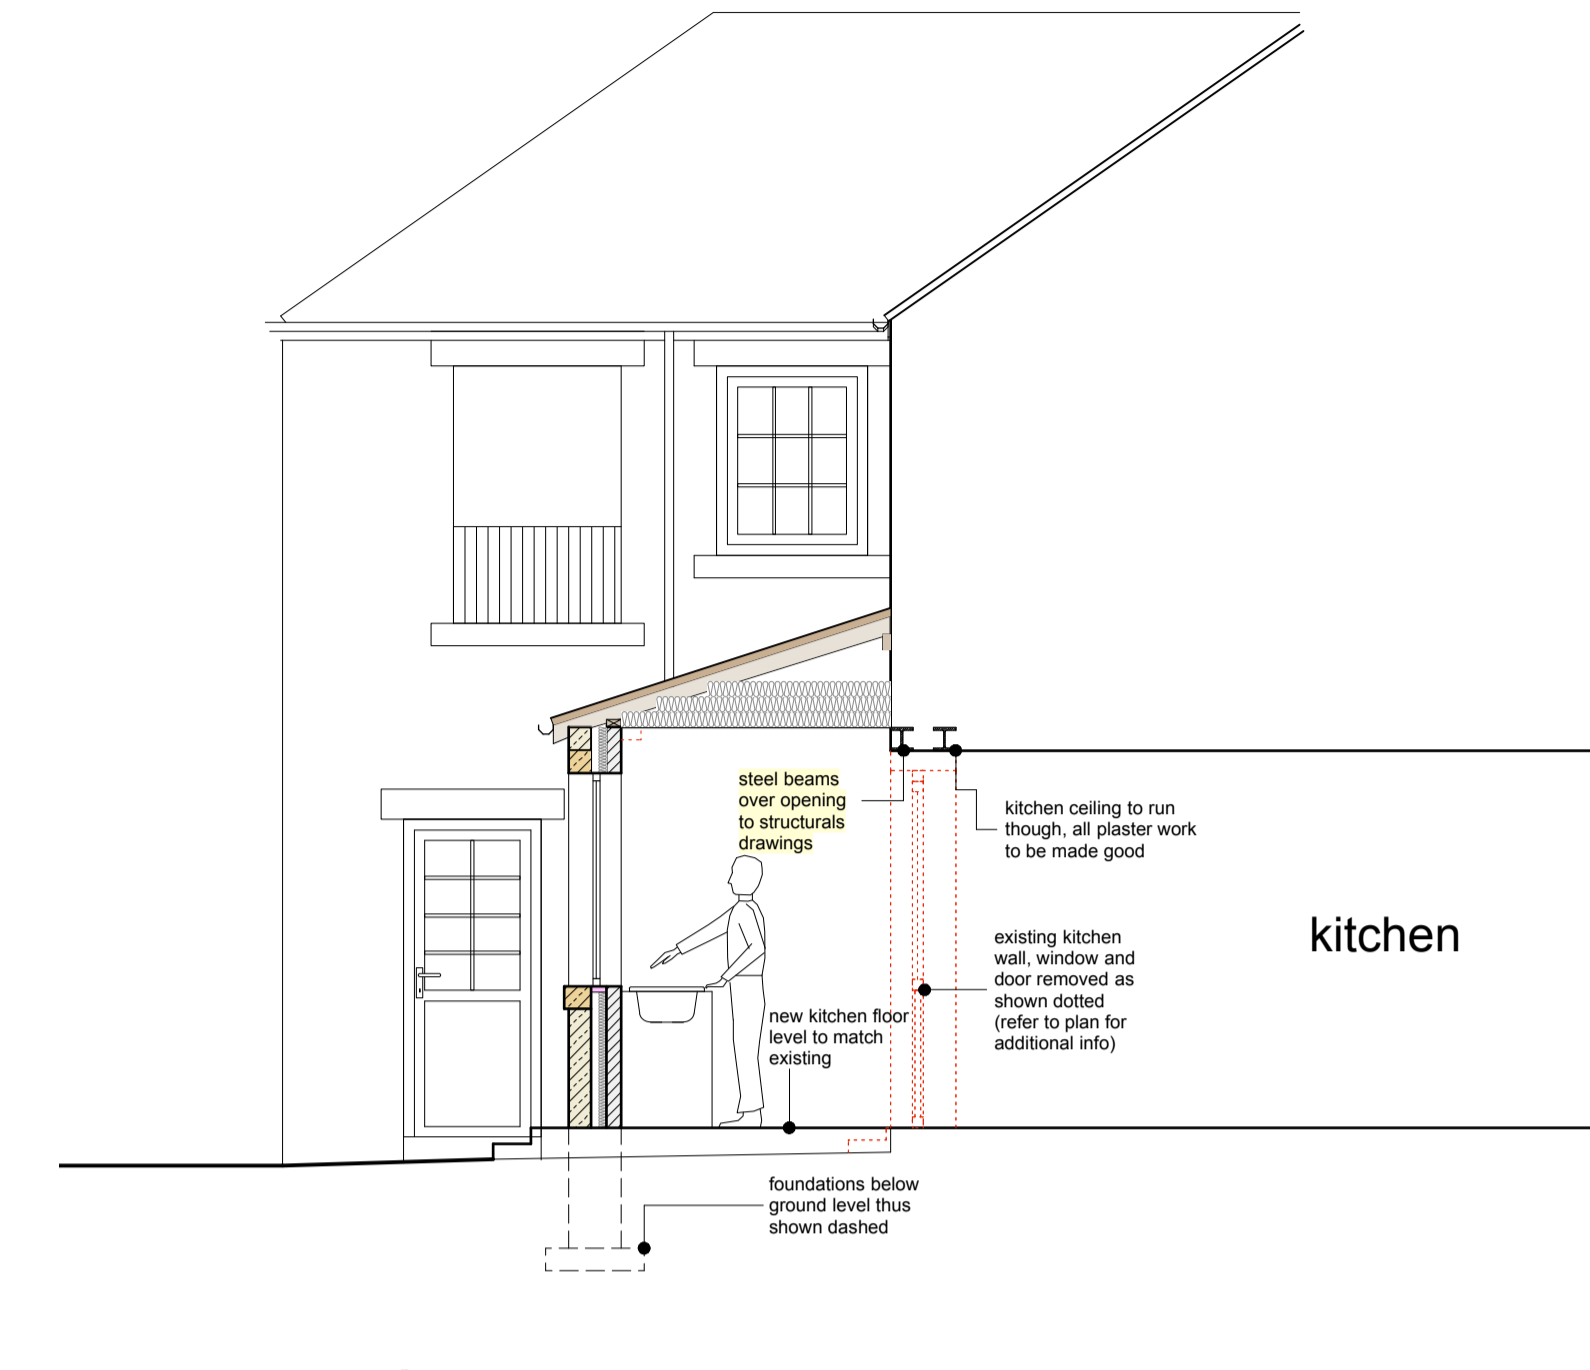 steel beams
over opening
to structurals
drawings
kitchen ceiling to run
though, all plaster work
to be made good
kitchen
existing kitchen
wall, window and
door removed as
shown dotted
(refer to plan for
additional info)
new kitchen floor
level to match
existing
foundations below
ground level thus
shown dashed